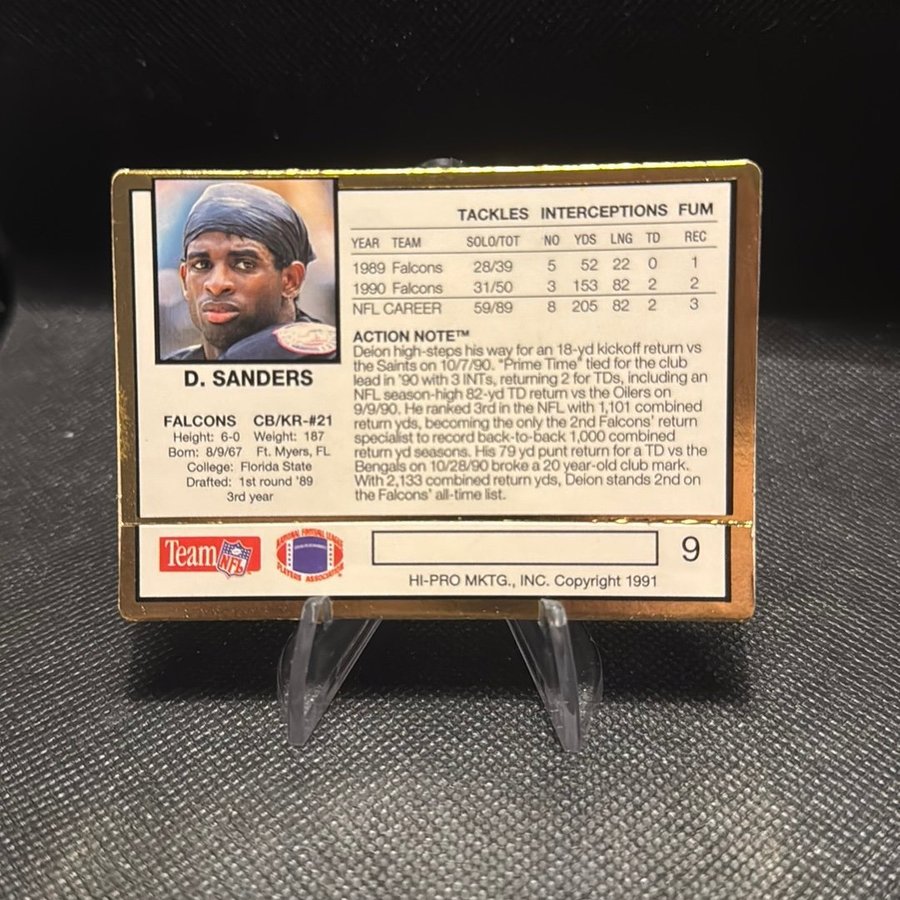 TACKLES INTERCEPTIONS FUM
YEAR TEAM SOLO/TOT NO YDS LNG TD REC
1989 Falcons 28/39 5 52 22 0 1
1990 Falcons 31/50 3 153 82 2 2
NFL CAREER 59/89 8 205 82 2 3
D. SANDERS
FALCONS CB/KR-#21
Height: 6-0 Weight: 187
Born: 8/9/67 Ft. Myers, FL
College: Florida State
Drafted: 1st round '89
3rd year
ACTION NOTE™
Deion high-steps his way for an 18-yd kickoff return vs
the Saints on 10/7/90. "Prime Time" tied for the club
lead in '90 with 3 INTs, returning 2 for TDs, including an
NFL season-high 82-yd TD return vs the Oilers on
9/9/90. He ranked 3rd in the NFL with 1,101 combined
return yds, becoming the only the 2nd Falcons' return
specialist to record back-to-back 1,000 combined
return yd seasons. His 79 yd punt return for a TD vs the
Bengals on 10/28/90 broke a 20 year-old club mark.
With 2,133 combined return yds, Deion stands 2nd on
the Falcons' all-time list.
Team NFL
NATIONAL FOOTBALL LEAGUE
PLAYERS ASSOCIATION
9
HI-PRO MKTG., INC. Copyright 1991